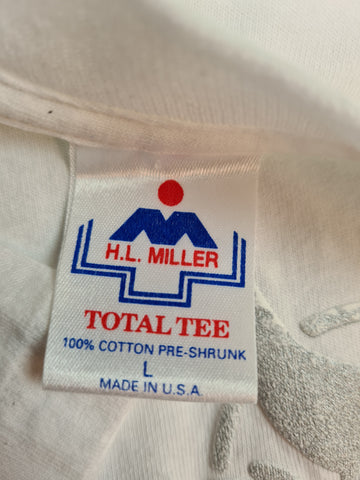 H.L. MILLER
TOTAL TEE
100% COTTON PRE-SHRUNK
L
MADE IN U.S.A.